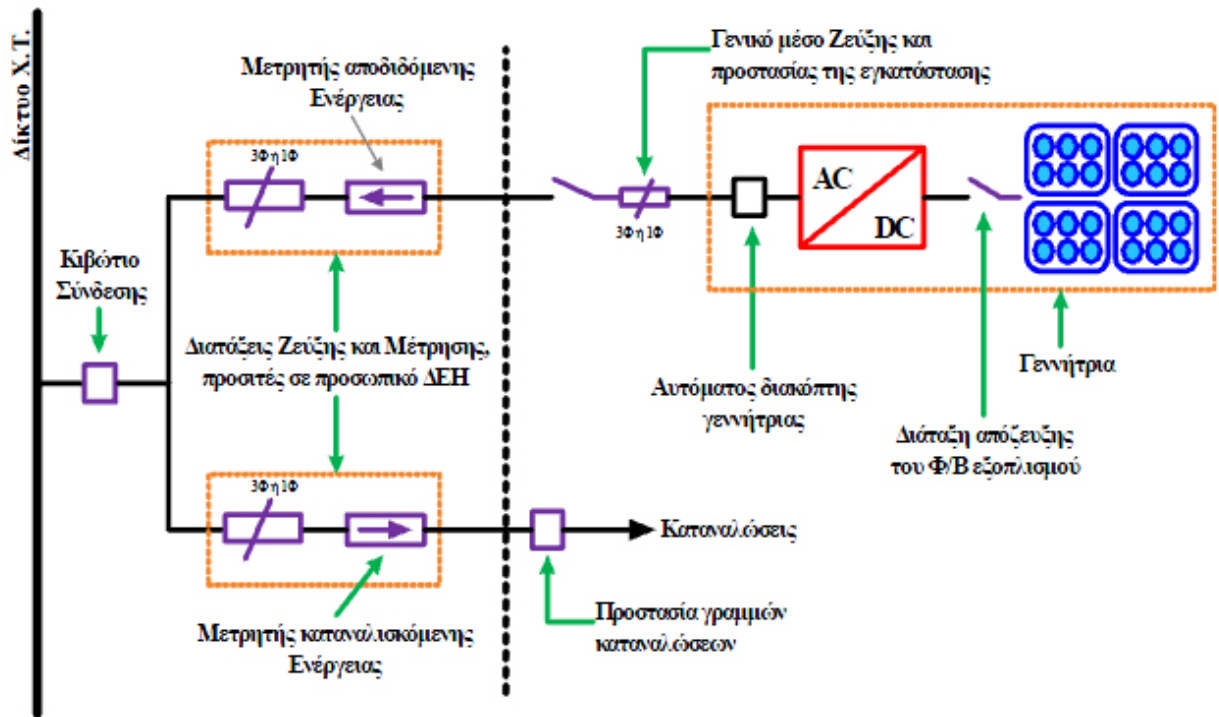 Δίκτυο Χ.Τ.
Μετρητής αποδιδόμενης
Ενέργειας
Γενικό μέσο Ζεύξης και
προστασίας της εγκατάστασης
3Φ η 1Φ
3Φ η 1Φ
AC
DC
Κιβώτιο
Σύνδεσης
Διατάξεις Ζεύξης και Μέτρησης,
προσιτές σε προσωπικό ΔΕΗ
Αυτόματος διακόπτης
γεννήτριας
Γεννήτρια
Διάταξη απόζευξης
του Φ/Β εξοπλισμού
3Φ η 1Φ
Καταναλώσεις
Μετρητής καταναλισκόμενης
Ενέργειας
Προστασία γραμμών
καταναλώσεων